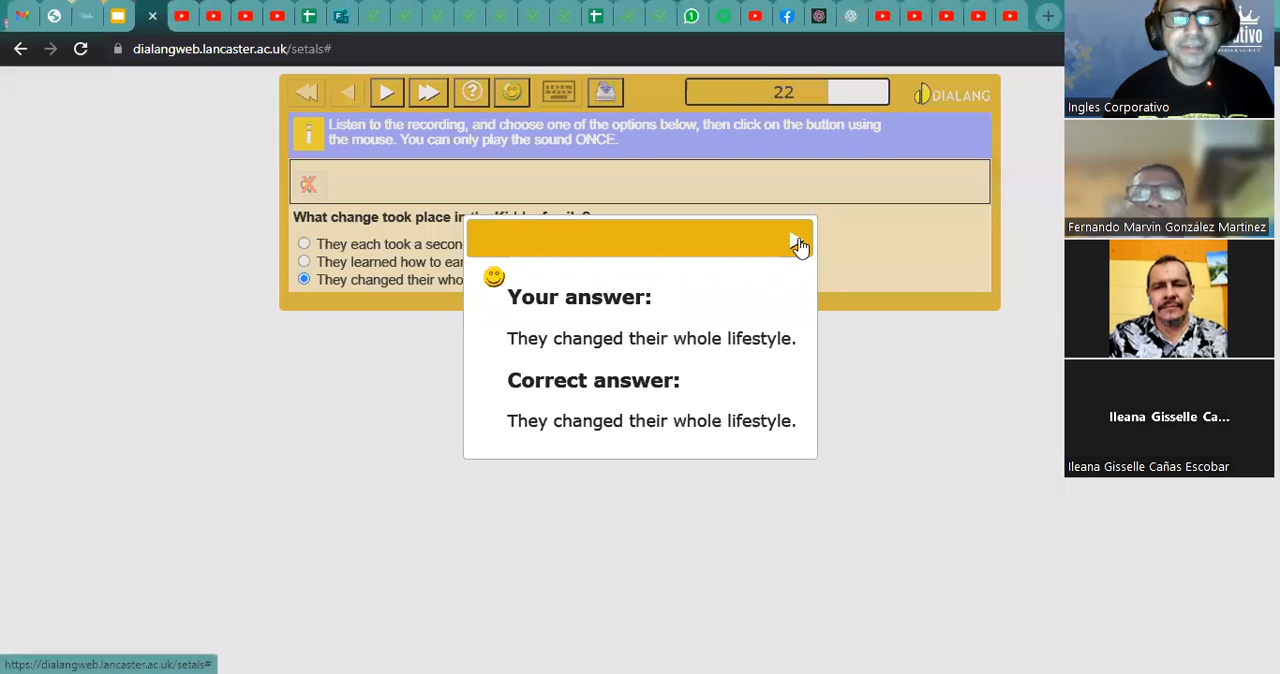 dialangweb.lancaster.ac.uk/setals#
22
DIALANG
i
Listen to the recording, and choose one of the options below, then click on the button using
the mouse. You can only play the sound ONCE.
What change took place in
They each took a secon
They learned how to ear
They changed their who
Your answer:
They changed their whole lifestyle.
Correct answer:
They changed their whole lifestyle.
https://dialangweb.lancaster.ac.uk/setals#
Ingles Corporativo
Fernando Marvin González Martínez
Ileana Gisselle Ca...
Ileana Gisselle Cañas Escobar